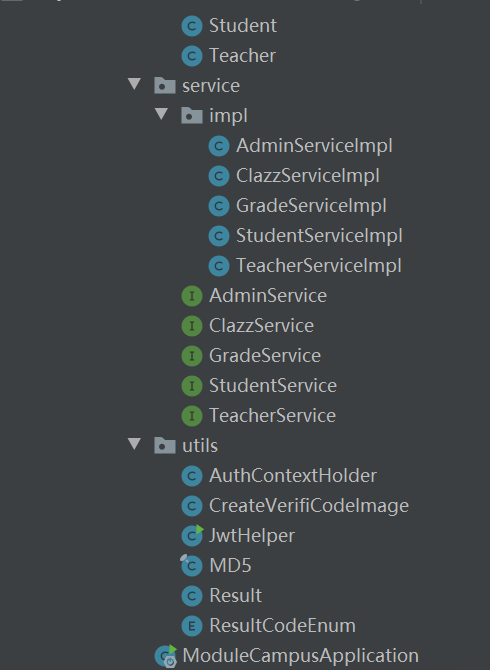 Student
Teacher
service
impl
AdminServiceImpl
ClazzServiceImpl
GradeServiceImpl
StudentServiceImpl
TeacherServiceImpl
AdminService
ClazzService
GradeService
StudentService
TeacherService
utils
AuthContextHolder
CreateVerifiCodeImage
JwtHelper
MD5
Result
ResultCodeEnum
ModuleCampusApplication